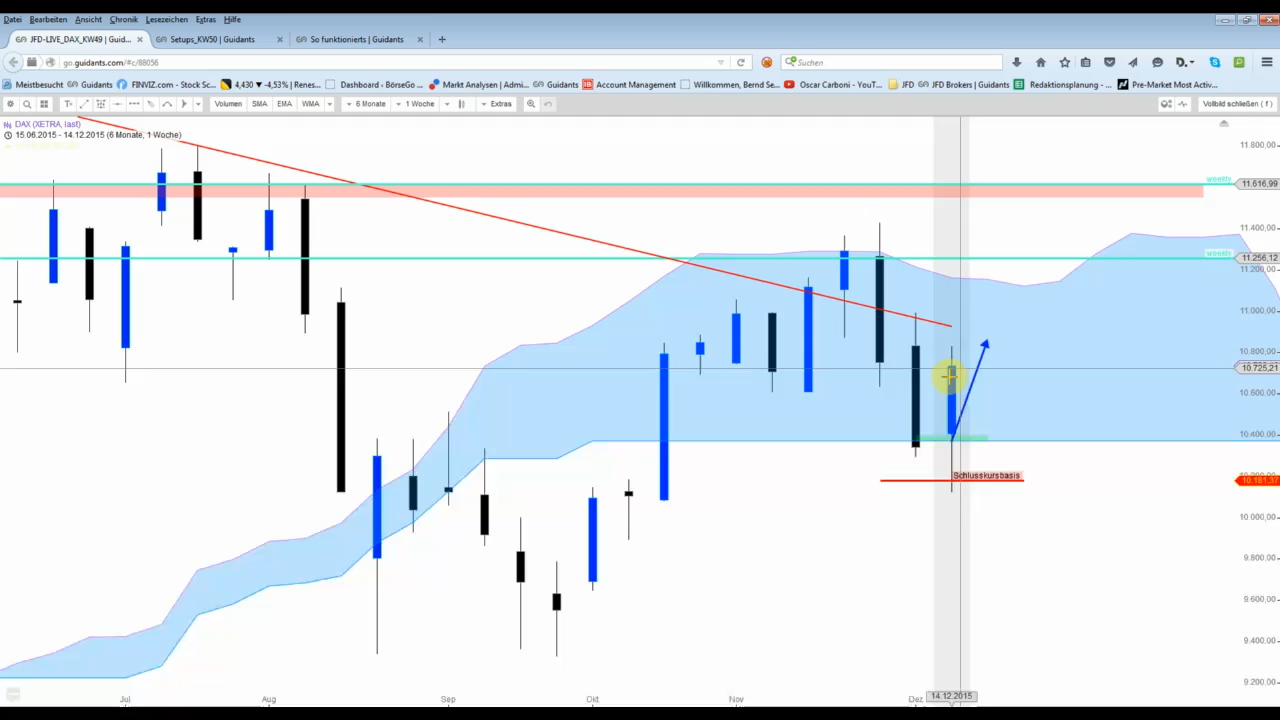 Datei Bearbeiten Ansicht Chronik Lesezeichen Extras Hilfe
JFD-LIVE_DAX_KW49 | Guid... Setups_KW50 | Guidants So funktionierts | Guidants
go.guidants.com/#c/88056 Suchen
Meistbesucht Guidants FINVIZ.com - Stock Sc... 4,430 ▼ -4,53% | Renes... Dashboard - BörseGo ... Markt Analysen | Admi... Guidants Account Management Willkommen, Bernd Se... Oscar Carboni - YouT... JFD JFD Brokers | Guidants Redaktionsplanung - ... Pre-Market Most Activ...
Volumen SMA EMA WMA 6 Monate 1 Woche Extras Vollbild schließen ( f )
DAX (XETRA, last)
15.06.2015 - 14.12.2015 (6 Monate, 1 Woche)
11.800,00
weekly 11.616,99
11.400,00
weekly 11.256,12
11.200,00
11.000,00
10.800,00
10.725,21
10.600,00
10.400,00
Schlusskursbasis
10.181,37
10.000,00
9.800,00
9.600,00
9.400,00
9.200,00
Jul Aug Sep Okt Nov Dez 14.12.2015